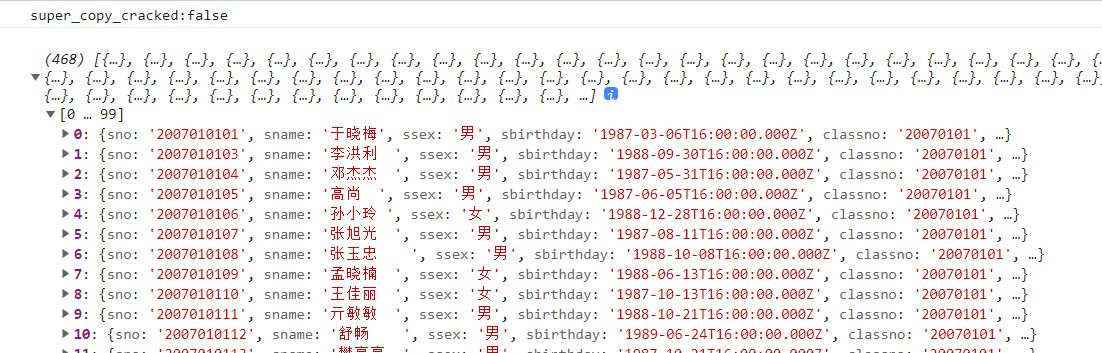 super_copy_cracked:false
(468) [{…}, {…}, {…}, {…}, {…}, {…}, {…}, {…}, {…}, {…}, {…}, {…}, {…}, {…}, {…}, {…}, {…}, {…}, {…}, {…}, {…}, {…}, {…}, {…},
{…}, {…}, {…}, {…}, {…}, {…}, {…}, {…}, {…}, {…}, {…}, {…}, {…}, {…}, {…}, {…}, {…}, {…}, {…}, {…}, {…}, {…}, {…}, {…}, {…}, {…}
{…}, {…}, {…}, {…}, {…}, {…}, {…}, {…}, {…}, {…}, {…}, {…}, {…}, …] i
[0 … 99]
0: {sno: '2007010101', sname: '于晓梅', ssex: '男', sbirthday: '1987-03-06T16:00:00.000Z', classno: '20070101', …}
1: {sno: '2007010103', sname: '李洪利  ', ssex: '男', sbirthday: '1988-09-30T16:00:00.000Z', classno: '20070101', …}
2: {sno: '2007010104', sname: '邓杰杰  ', ssex: '男', sbirthday: '1987-05-31T16:00:00.000Z', classno: '20070101', …}
3: {sno: '2007010105', sname: '高尚    ', ssex: '男', sbirthday: '1987-06-05T16:00:00.000Z', classno: '20070101', …}
4: {sno: '2007010106', sname: '孙小玲 ', ssex: '女', sbirthday: '1988-12-28T16:00:00.000Z', classno: '20070101', …}
5: {sno: '2007010107', sname: '张旭光  ', ssex: '男', sbirthday: '1987-08-11T16:00:00.000Z', classno: '20070101', …}
6: {sno: '2007010108', sname: '张玉忠    ', ssex: '男', sbirthday: '1988-10-08T16:00:00.000Z', classno: '20070101', …}
7: {sno: '2007010109', sname: '孟晓楠  ', ssex: '女', sbirthday: '1988-06-13T16:00:00.000Z', classno: '20070101', …}
8: {sno: '2007010110', sname: '王佳丽  ', ssex: '女', sbirthday: '1987-10-13T16:00:00.000Z', classno: '20070101', …}
9: {sno: '2007010111', sname: '亓敏敏  ', ssex: '男', sbirthday: '1988-10-21T16:00:00.000Z', classno: '20070101', …}
10: {sno: '2007010112', sname: '舒畅    ', ssex: '男', sbirthday: '1989-06-24T16:00:00.000Z', classno: '20070101', …}